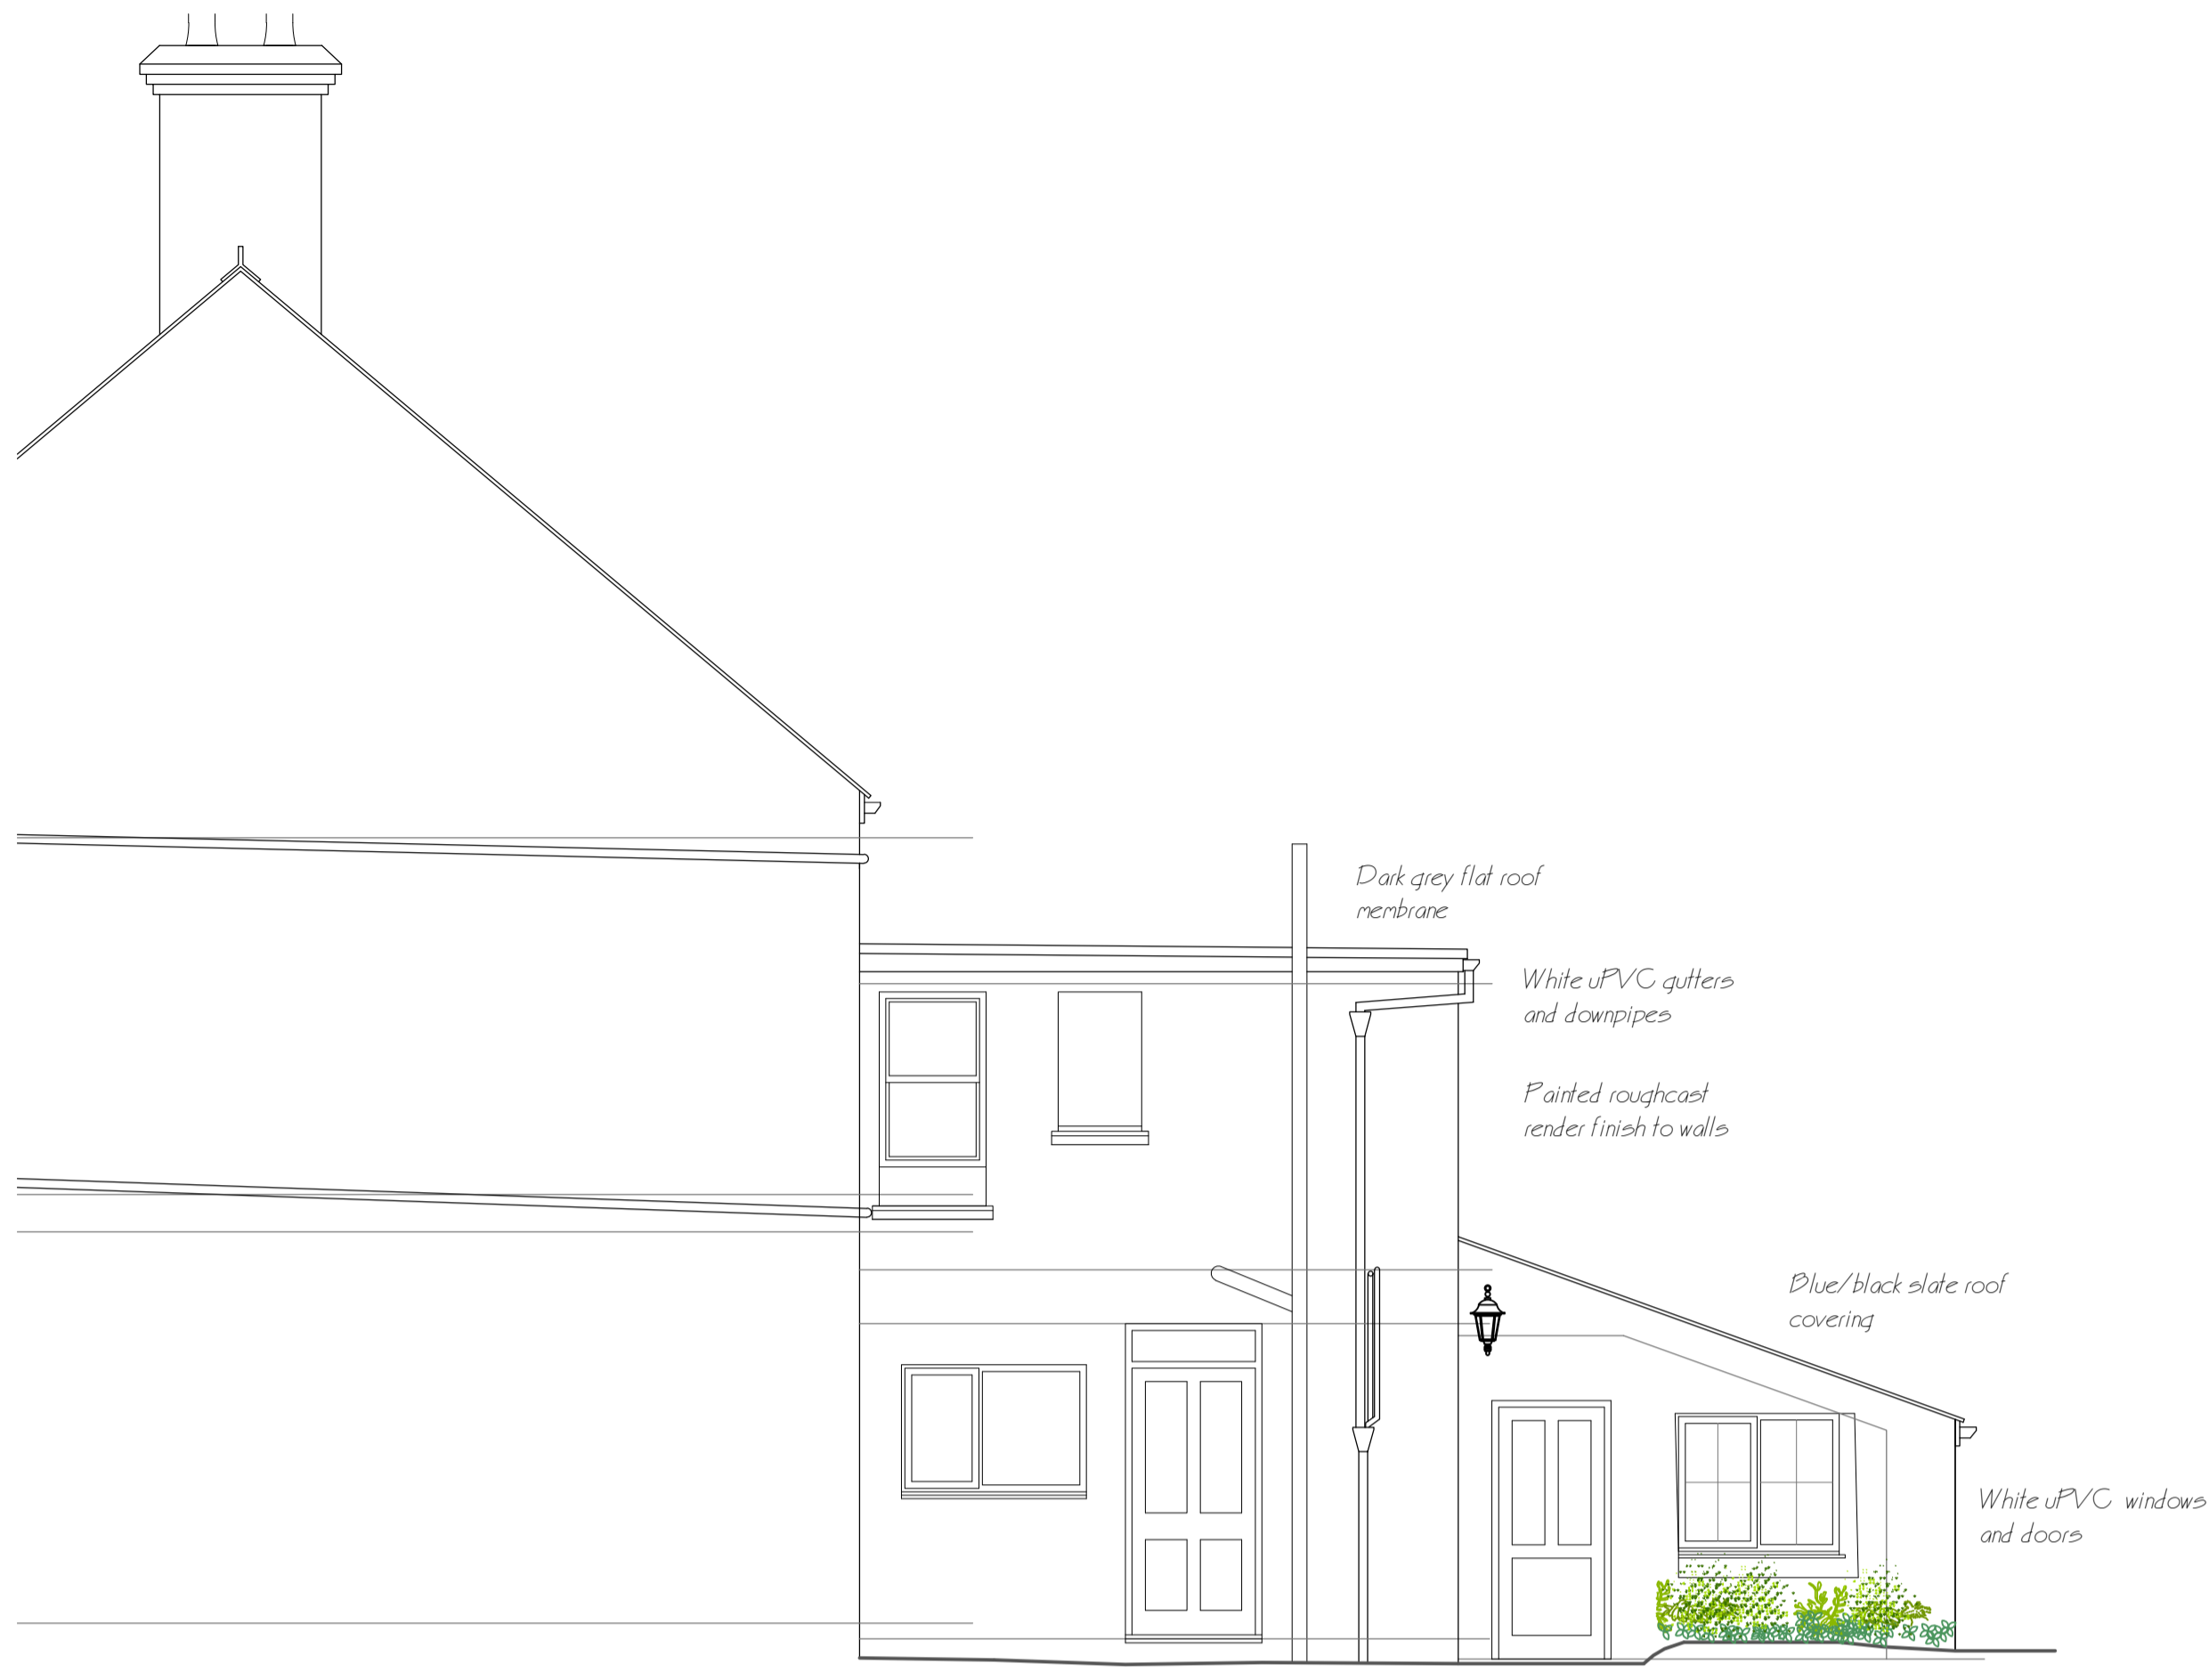 Dark grey flat roof
membrane
White uPVC gutters
and downpipes
Painted roughcast
render finish to walls
Blue/black slate roof
covering
White uPVC windows
and doors